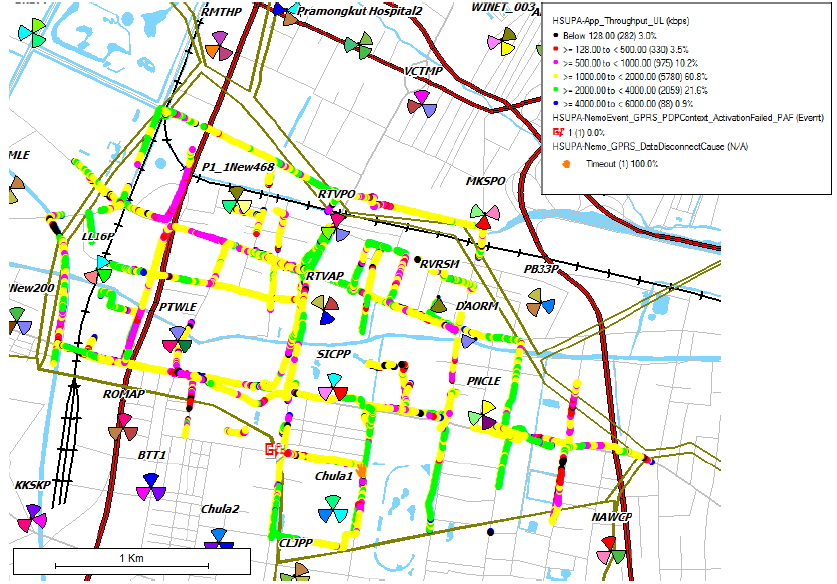 RMTHP
Pramongkut Hospital2
WINET_003
VCTMP
HSUPA-App_Throughput_UL (kbps)
Below 128.00 (282) 3.0%
>= 128.00 to < 500.00 (330) 3.5%
>= 500.00 to < 1000.00 (975) 10.2%
>= 1000.00 to < 2000.00 (5780) 60.8%
>= 2000.00 to < 4000.00 (2059) 21.6%
>= 4000.00 to < 6000.00 (88) 0.9%
HSUPA-NemoEvent_GPRS_PDPContext_ActivationFailed_PAF (Event)
1 (1) 0.0%
HSUPA-Nemo_GPRS_DataDisconnectCause (N/A)
Timeout (1) 100.0%
MLE
P1_1New468
RTVPO
MKSPO
LL16P
RTVAP
RVRSM
PB33P
New200
PTWLE
DAORM
SICPP
ROMAP
PNCLE
BTT1
Chula1
KKSKP
Chula2
CLJPP
NAWCP
1 Km